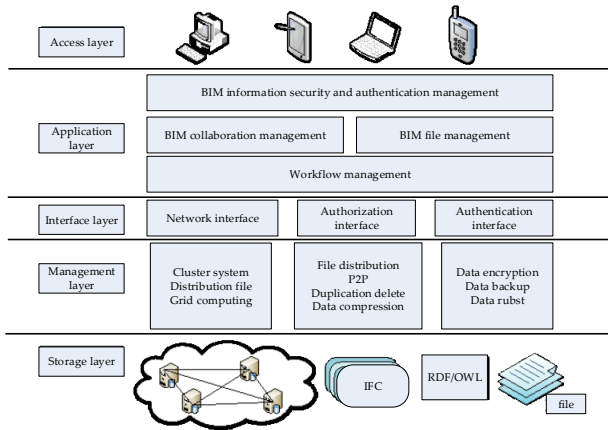 Access layer
BIM information security and authentication management
Application
layer
BIM collaboration management
BIM file management
Workflow management
Interface layer
Network interface
Authorization
interface
Authentication
interface
Management
layer
Cluster system
Distribution file
Grid computing
File distribution
P2P
Duplication delete
Data compression
Data encryption
Data backup
Data rubst
Storage layer
IFC
RDF/OWL
file